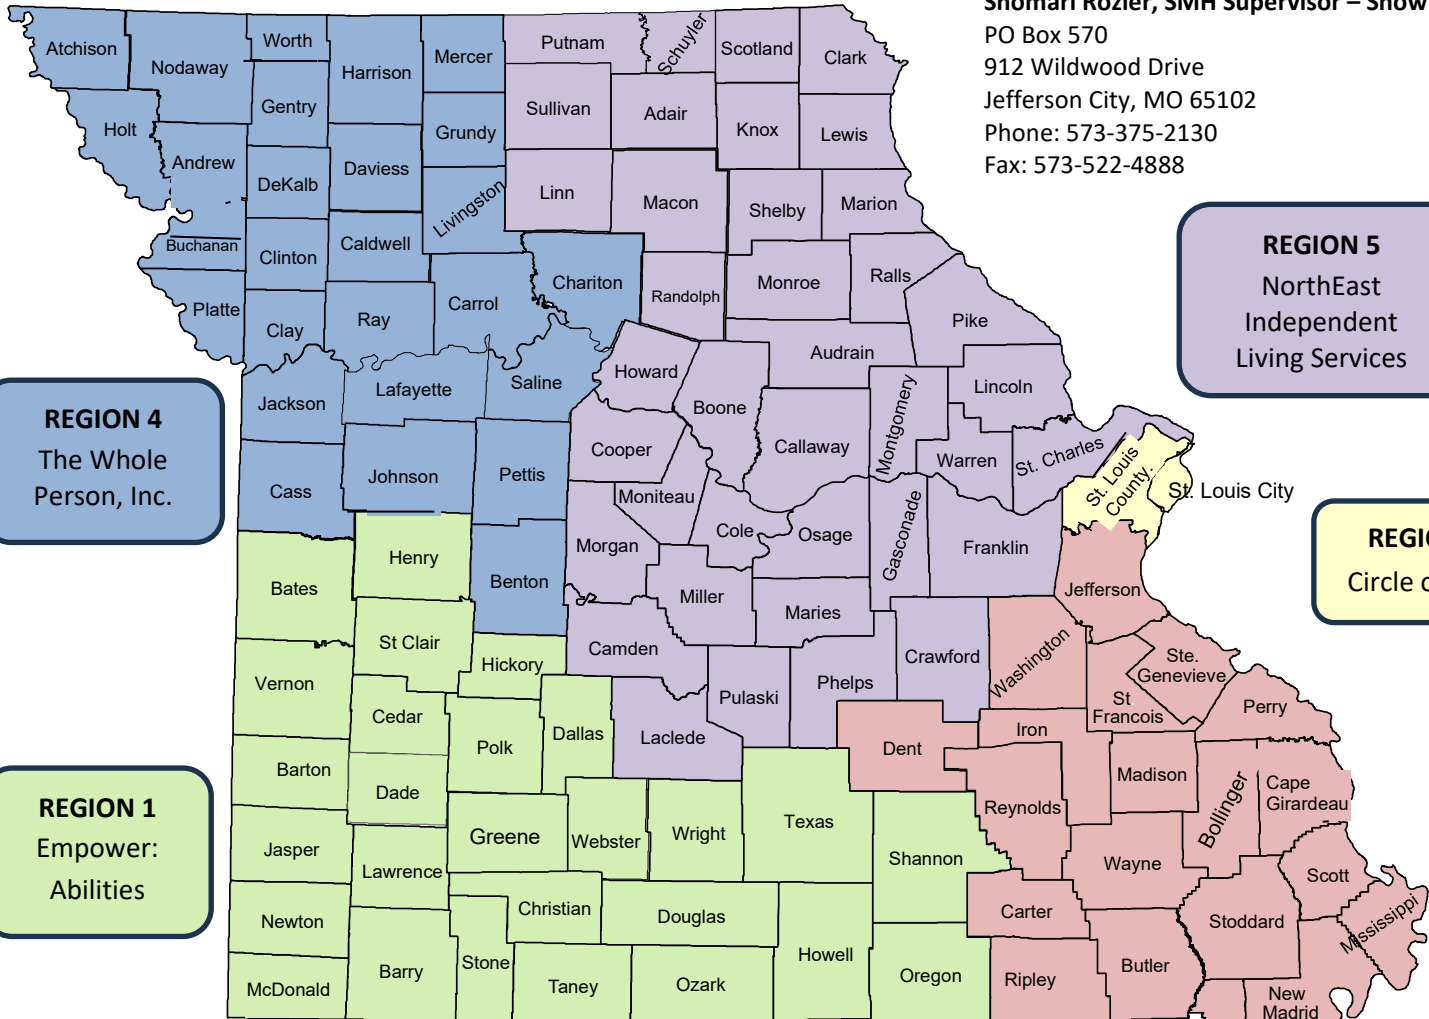 Shomari Rozier, SMH Supervisor – Show
PO Box 570
912 Wildwood Drive
Jefferson City, MO 65102
Phone: 573-375-2130
Fax: 573-522-4888
Atchison
Nodaway
Worth
Harrison
Mercer
Putnam
Schuyler
Scotland
Clark
Holt
Andrew
Gentry
DeKalb
Daviess
Grundy
Livingston
Sullivan
Adair
Knox
Lewis
Linn
Macon
Shelby
Marion
Buchanan
Clinton
Caldwell
Platte
Clay
Ray
Carrol
Chariton
Randolph
Monroe
Ralls
Pike
Audrain
REGION 5
NorthEast
Independent
Living Services
Jackson
Lafayette
Saline
Howard
Boone
Callaway
Montgomery
Lincoln
Warren
St. Charles
St. Louis
County.
St. Louis City
REGION 4
The Whole
Person, Inc.
Cass
Johnson
Pettis
Cooper
Moniteau
Cole
Morgan
Osage
Gasconade
Franklin
Jefferson
REGIO
Circle o
Bates
Henry
Benton
Miller
Maries
St Clair
Hickory
Camden
Vernon
Cedar
Polk
Dallas
Laclede
Pulaski
Phelps
Crawford
Washington
Ste.
Genevieve
St
Francois
Perry
Dent
Iron
Barton
Dade
Madison
Reynolds
Bollinger
Cape
Girardeau
REGION 1
Empower:
Abilities
Jasper
Greene
Webster
Wright
Texas
Shannon
Lawrence
Wayne
Scott
Newton
Christian
Douglas
Carter
Stoddard
Mississippi
McDonald
Barry
Stone
Taney
Ozark
Howell
Oregon
Ripley
Butler
New
Madrid